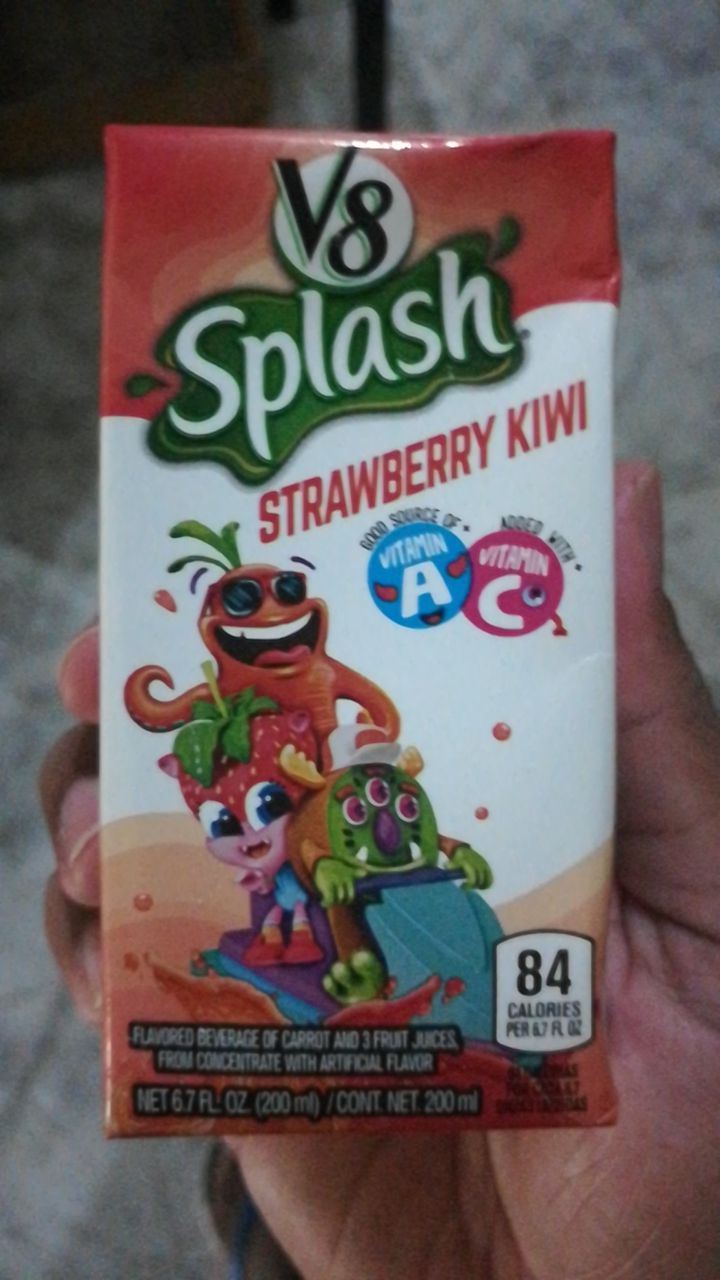 V8
Splash
STRAWBERRY KIWI
GOOD SOURCE OF
VITAMIN
A
ADDED WITH
VITAMIN
C
84
CALORIES
PER 6.7 FL OZ
FLAVORED BEVERAGE OF CARROT AND 3 FRUIT JUICES,
FROM CONCENTRATE WITH ARTIFICIAL FLAVOR
NET 6.7 FL. OZ. (200 ml) / CONT. NET. 200 ml